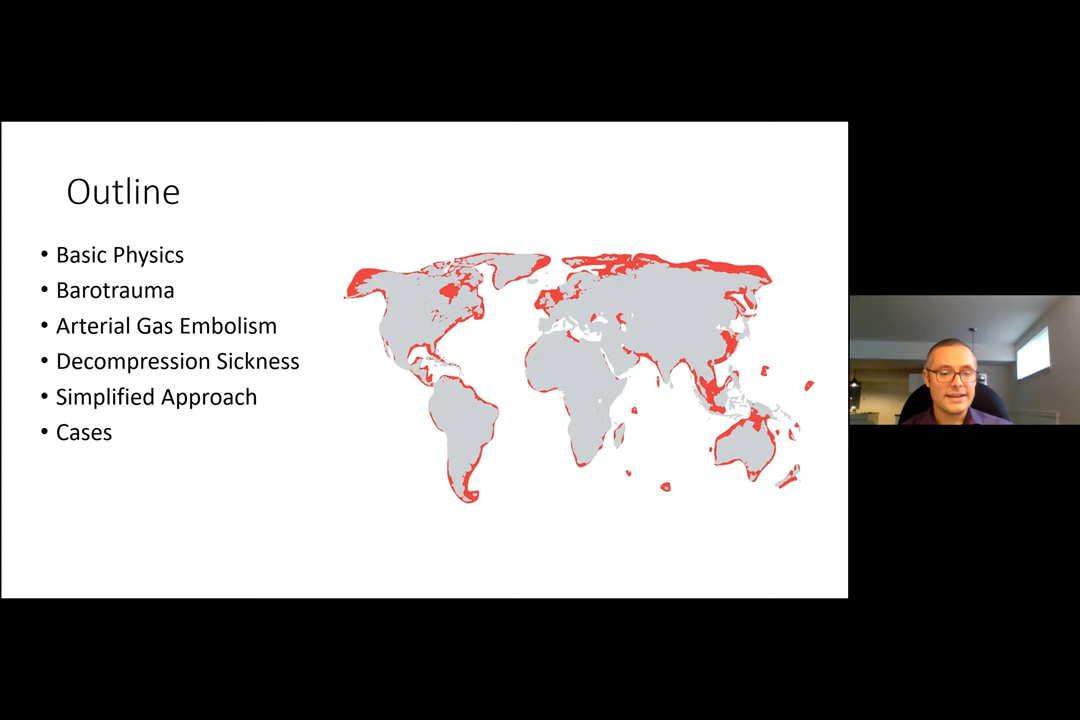 Outline
• Basic Physics
• Barotrauma
• Arterial Gas Embolism
• Decompression Sickness
• Simplified Approach
• Cases